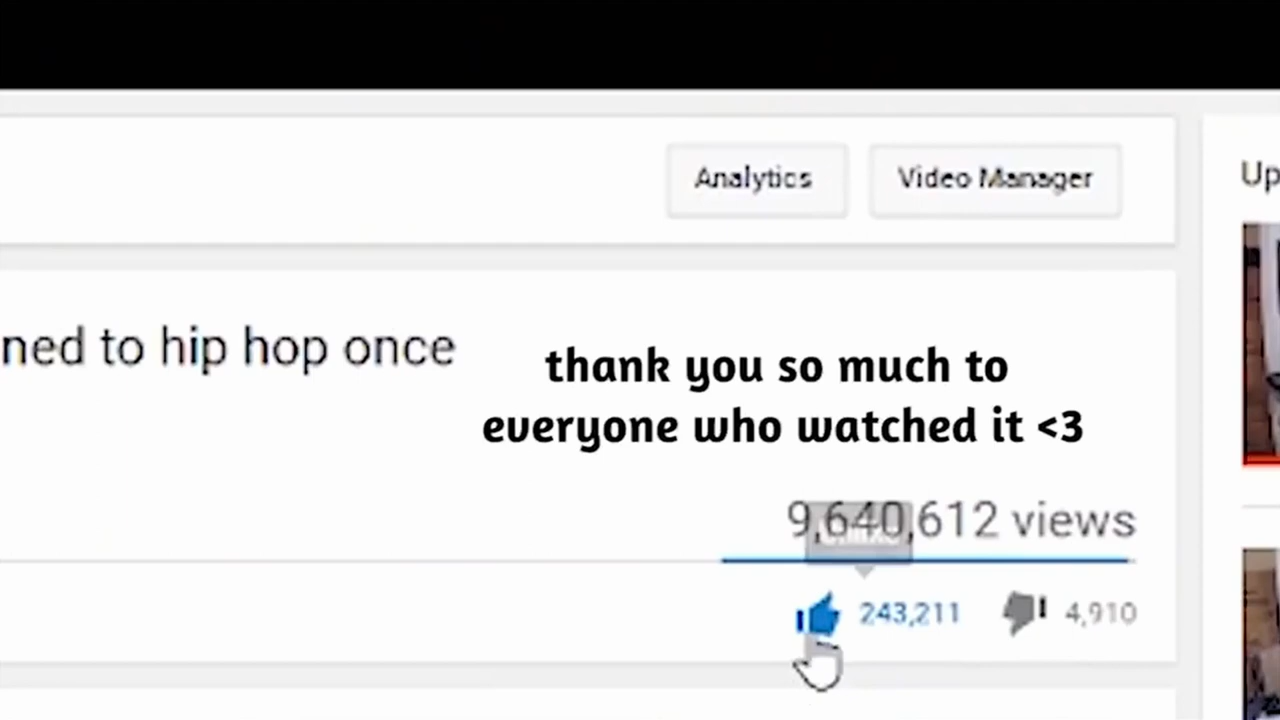 Analytics
Video Manager
Up
ned to hip hop once
thank you so much to
everyone who watched it <3
9,640,612 views
243,211
4,910